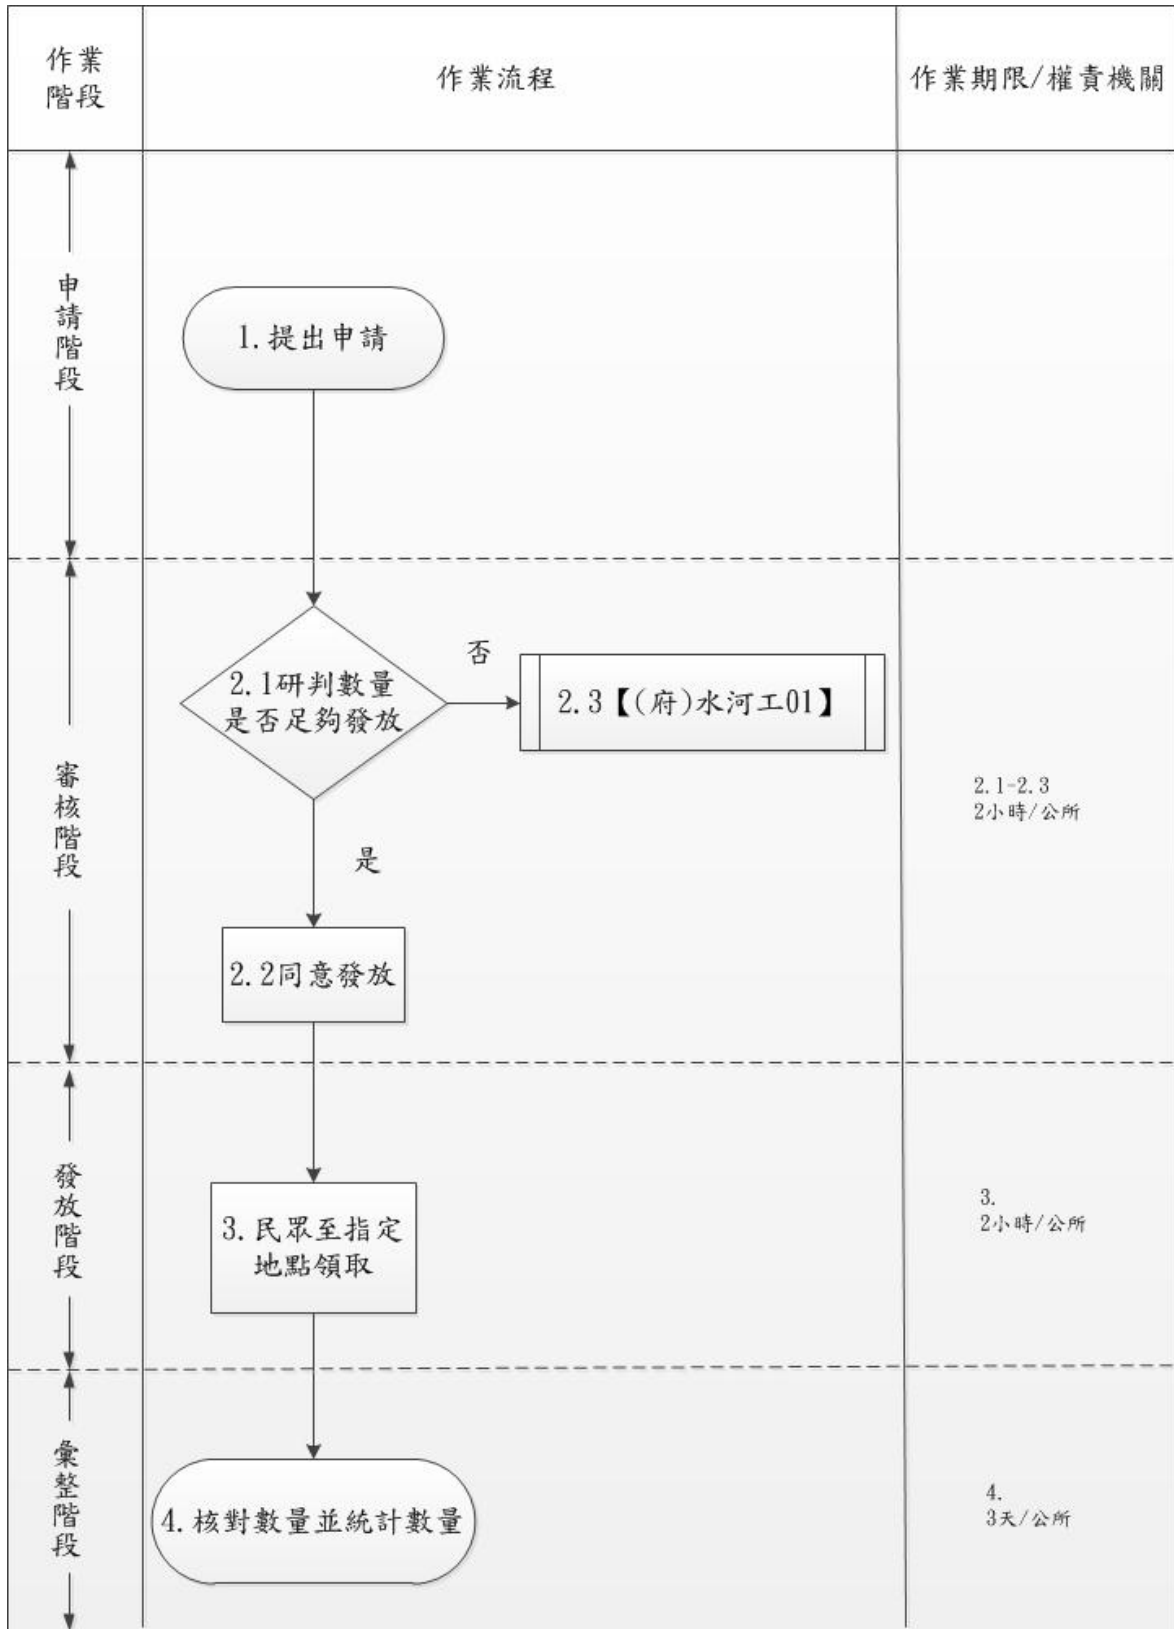 作業
階段
作業流程
作業期限/權責機關
申請階段
1.提出申請
審核階段
2.1研判數量
是否足夠發放
否
2.3【(府)水河工01】
2.1-2.3
2小時/公所
是
2.2同意發放
發放階段
3.民眾至指定
地點領取
3.
2小時/公所
彙整階段
4.核對數量並統計數量
4.
3天/公所